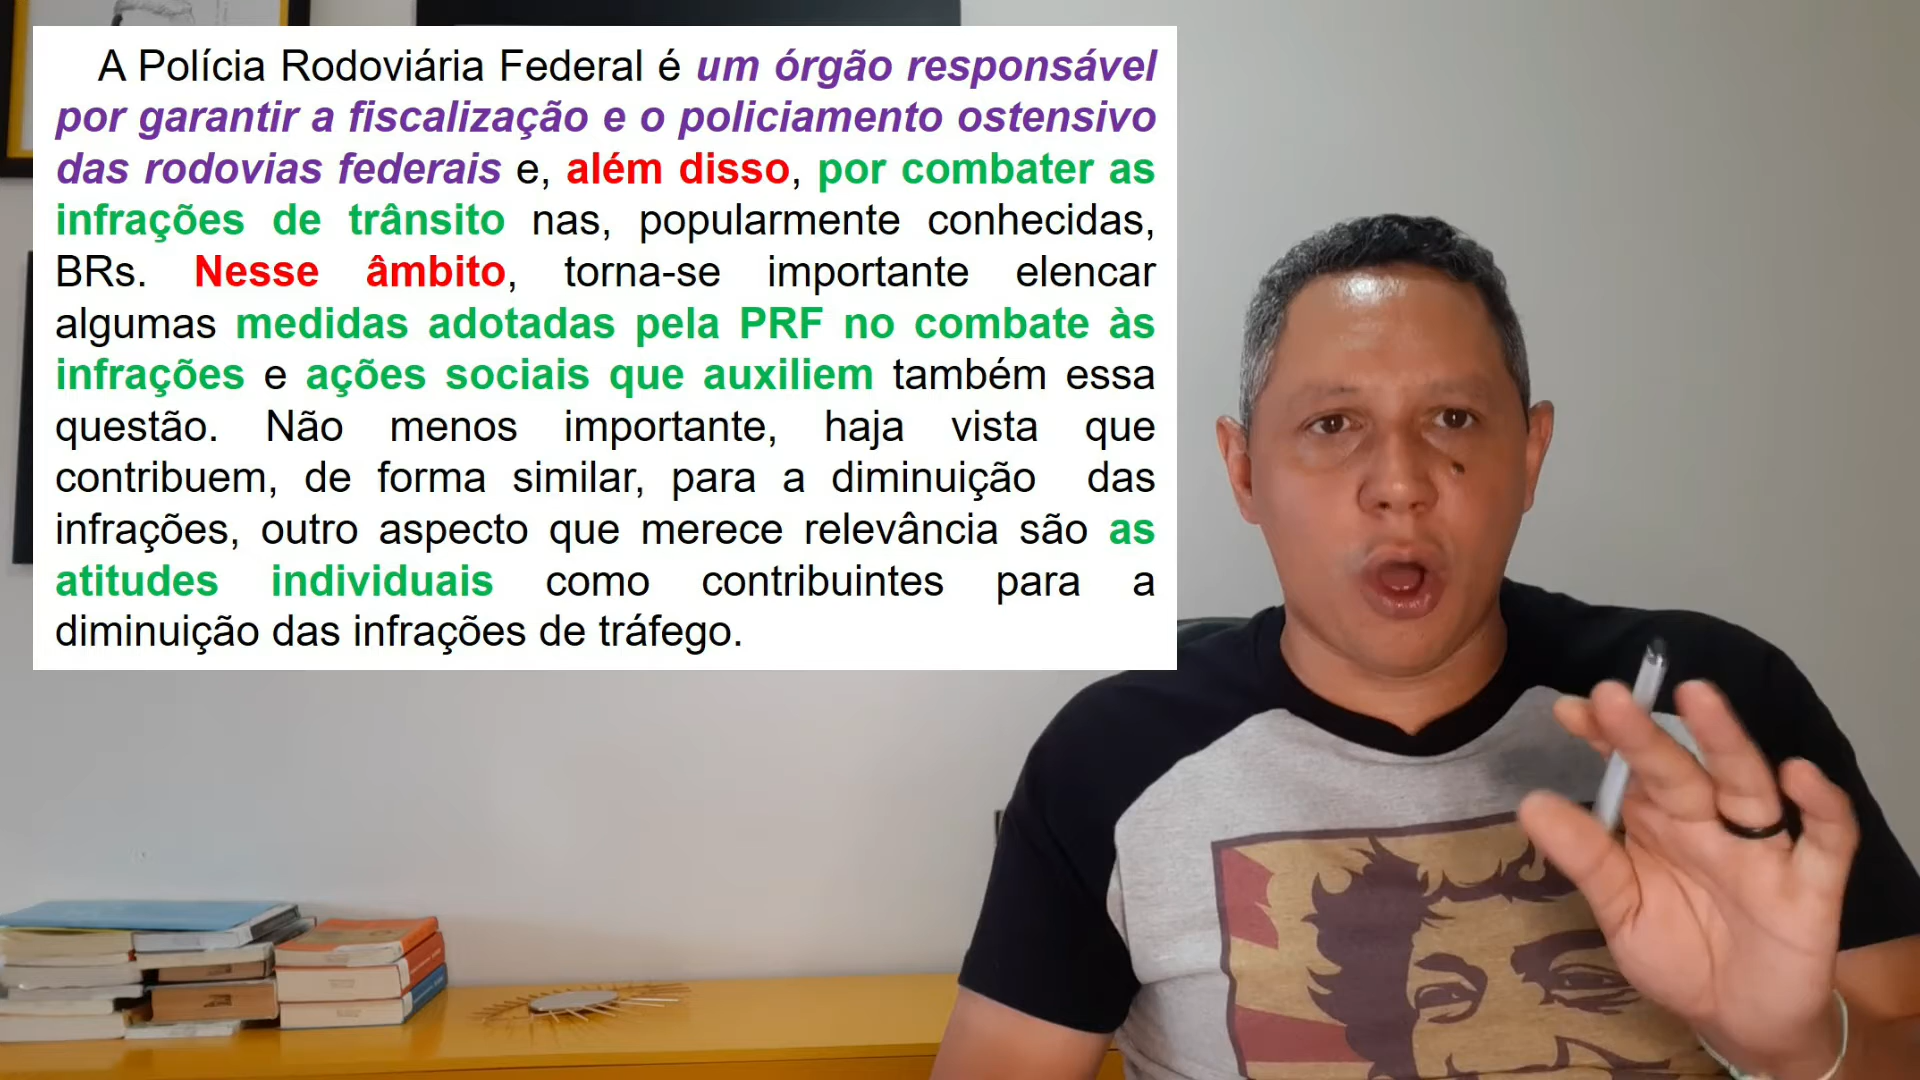 A Polícia Rodoviária Federal é um órgão responsável
por garantir a fiscalização e o policiamento ostensivo
das rodovias federais e, além disso, por combater as
infrações de trânsito nas, popularmente conhecidas,
BRs. Nesse âmbito, torna-se importante elencar
algumas medidas adotadas pela PRF no combate às
infrações e ações sociais que auxiliem também essa
questão. Não menos importante, haja vista que
contribuem, de forma similar, para a diminuição das
infrações, outro aspecto que merece relevância são as
atitudes individuais como contribuintes para a
diminuição das infrações de tráfego.